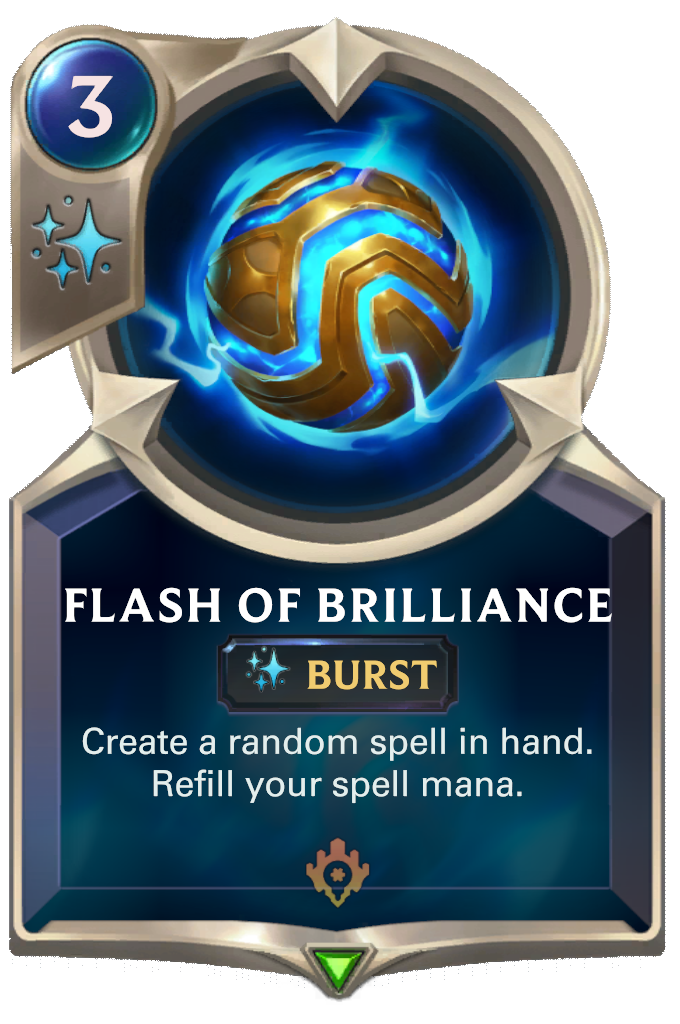 3
FLASH OF BRILLIANCE
BURST
Create a random spell in hand.
Refill your spell mana.